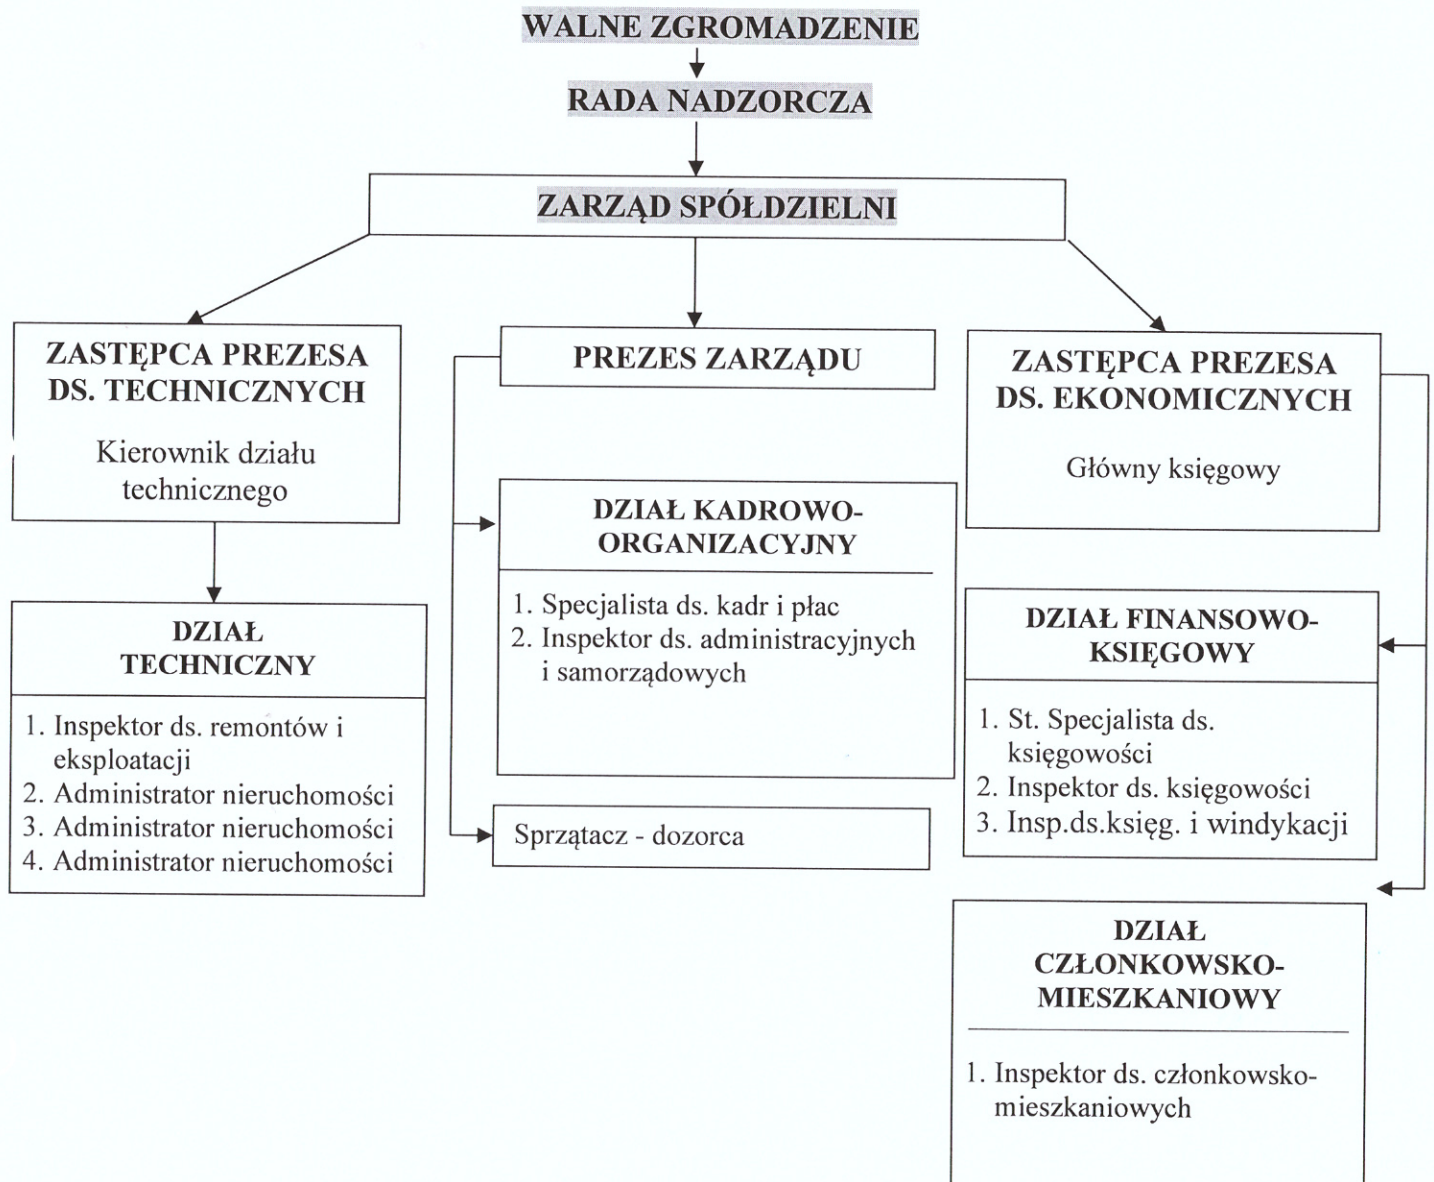 WALNE ZGROMADZENIE
RADA NADZORCZA
ZARZĄD SPÓŁDZIELNI
ZASTĘPCA PREZESA
DS. TECHNICZNYCH
Kierownik działu
technicznego
PREZES ZARZĄDU
ZASTĘPCA PREZESA
DS. EKONOMICZNYCH
Główny księgowy
DZIAŁ KADROWO-
ORGANIZACYJNY
1. Specjalista ds. kadr i płac
2. Inspektor ds. administracyjnych
i samorządowych
DZIAŁ
TECHNICZNY
1. Inspektor ds. remontów i
eksploatacji
2. Administrator nieruchomości
3. Administrator nieruchomości
4. Administrator nieruchomości
Sprzątacz - dozorca
DZIAŁ FINANSOWO-
KSIĘGOWY
1. St. Specjalista ds.
księgowości
2. Inspektor ds. księgowości
3. Insp.ds.księg. i windykacji
DZIAŁ
CZŁONKOWSKO-
MIESZKANIOWY
1. Inspektor ds. członkowsko-
mieszkaniowych